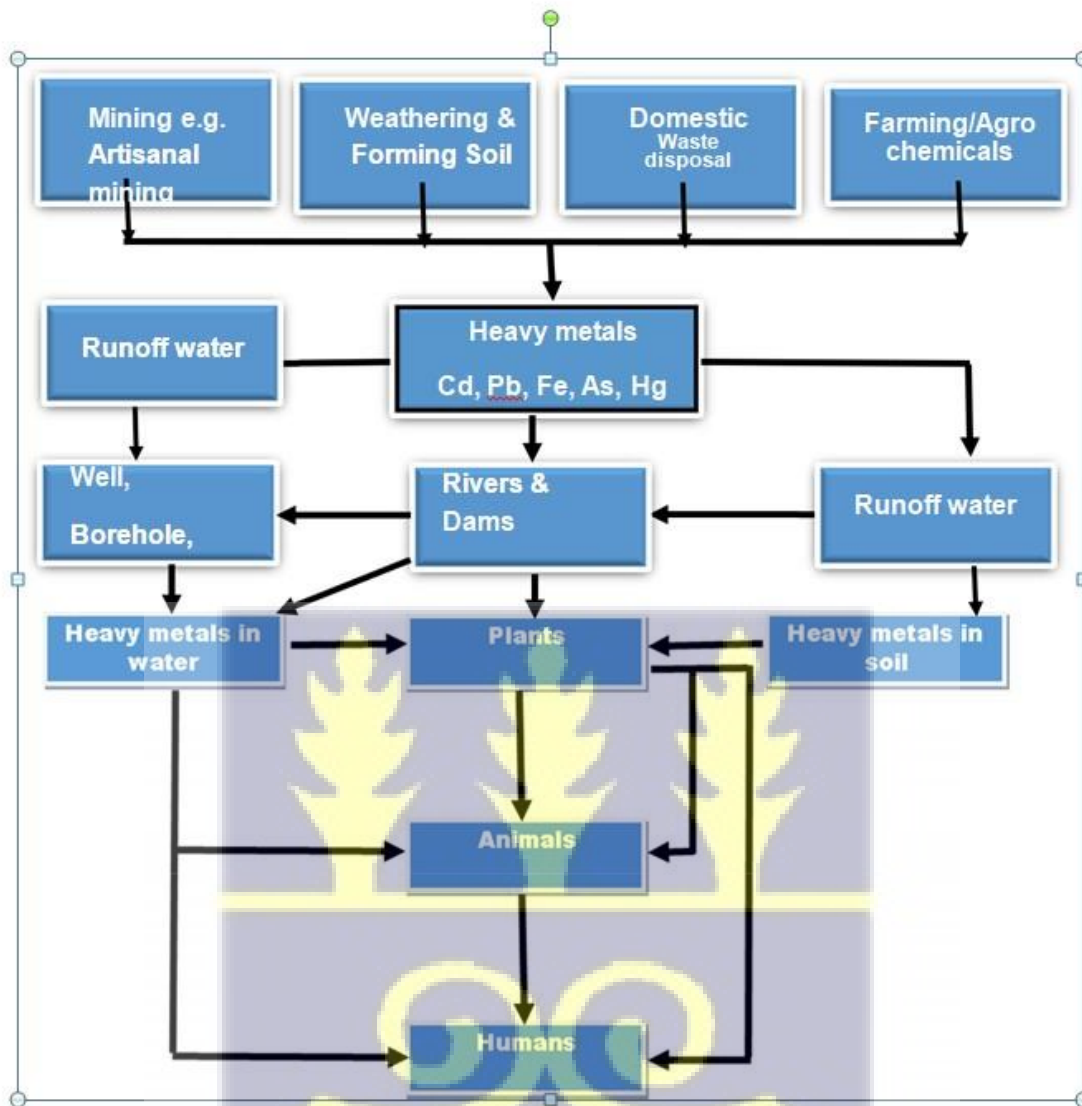 Mining e.g.
Artisanal
mining
Weathering &
Forming Soil
Domestic
Waste
disposal
Farming/Agro
chemicals
Runoff water
Heavy metals
Cd, Pb, Fe, As, Hg
Well,
Borehole,
Rivers &
Dams
Runoff water
Heavy metals in
water
Plants
Heavy metals in
soil
Animals
Humans